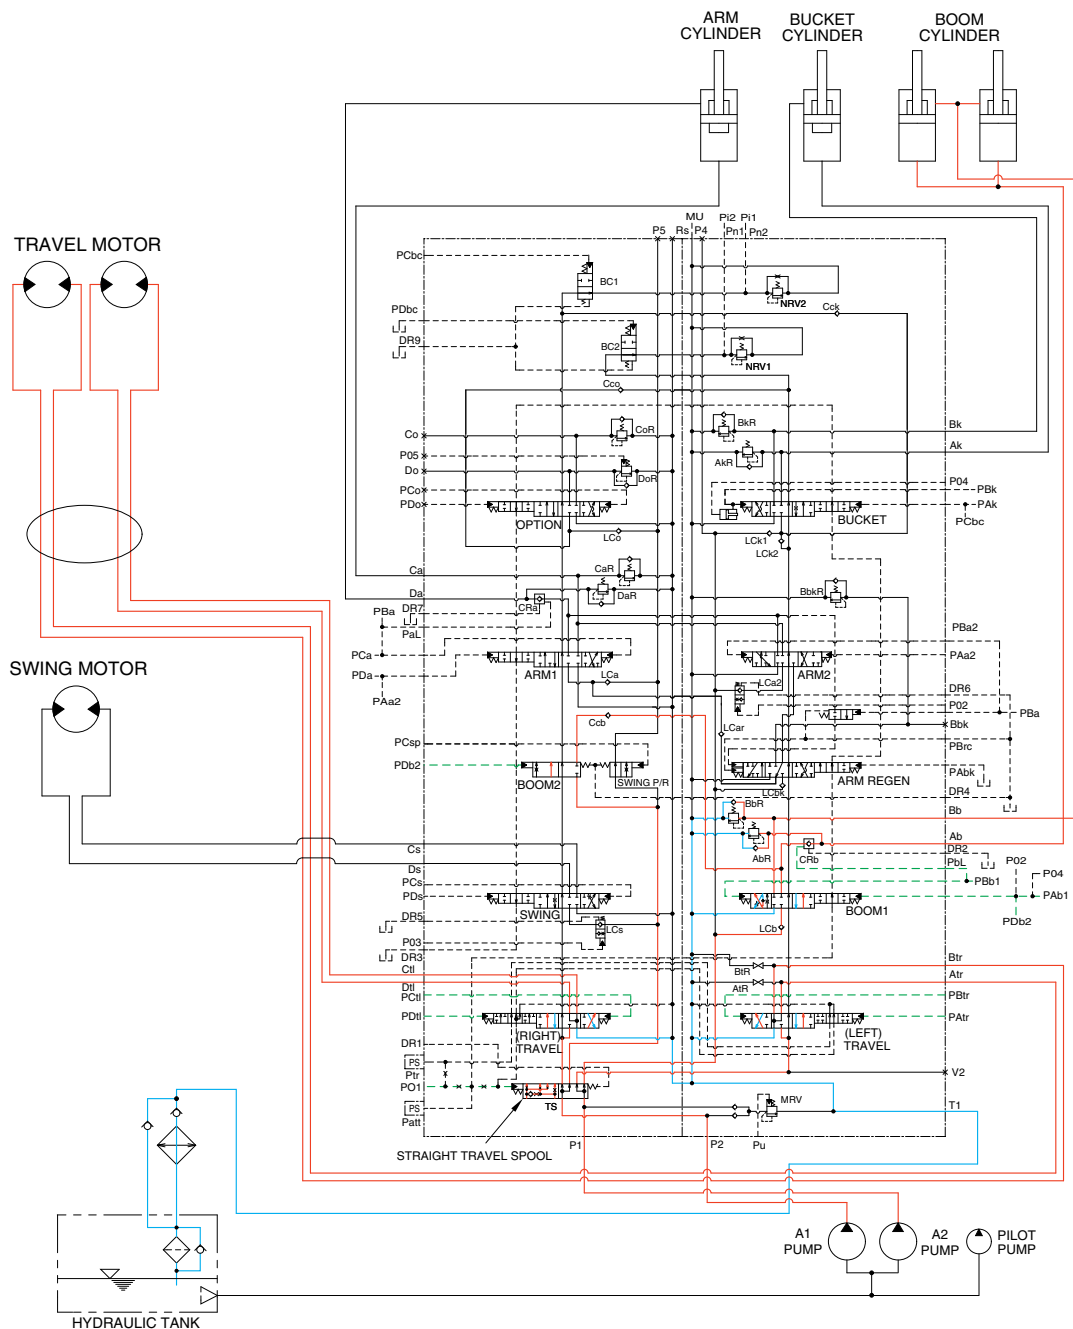 ARM
CYLINDER
BUCKET
CYLINDER
BOOM
CYLINDER
TRAVEL MOTOR
MU
Pi2 Pi1
P5 Rs P4 Pn1 Pn2
PCbc
BC1
NRV2
Cck
PDbc
DR9
BC2
NRV1
Cco
Co
CoR
BkR
Bk
Ak
P05
Do
DoR
AkR
PCo
PDo
P04
PBk
PAk
PCbc
OPTION
BUCKET
LCo
LCk1
LCk2
Ca
CaR
Da
DaR
CRa
BbkR
PBa
DR7
PaL
PCa
PDa
PAa2
PBa2
PAa2
ARM1
ARM2
LCa
LCa2
DR6
P02
PBa
Ccb
LCar
Bbk
PCsp
PDb2
PBrc
PAbk
BOOM2
SWING P/R
ARM REGEN
LCbk
DR4
SWING MOTOR
BbR
Bb
AbR
Ab
CRb
DR2
PbL
P02
P04
PBb1
PAb1
PDb2
Cs
Ds
PCs
PDs
SWING
BOOM1
DR5
LCs
LCb
P03
DR3
Ctl
BtR
Btr
AtR
Atr
Dtl
PCtl
PBtr
PDtl
PAtr
(RIGHT)
TRAVEL
(LEFT)
TRAVEL
DR1
PS
Ptr
PO1
V2
TS
MRV
PS
Patt
T1
STRAIGHT TRAVEL SPOOL
P1
P2
Pu
A1
PUMP
A2
PUMP
PILOT
PUMP
HYDRAULIC TANK